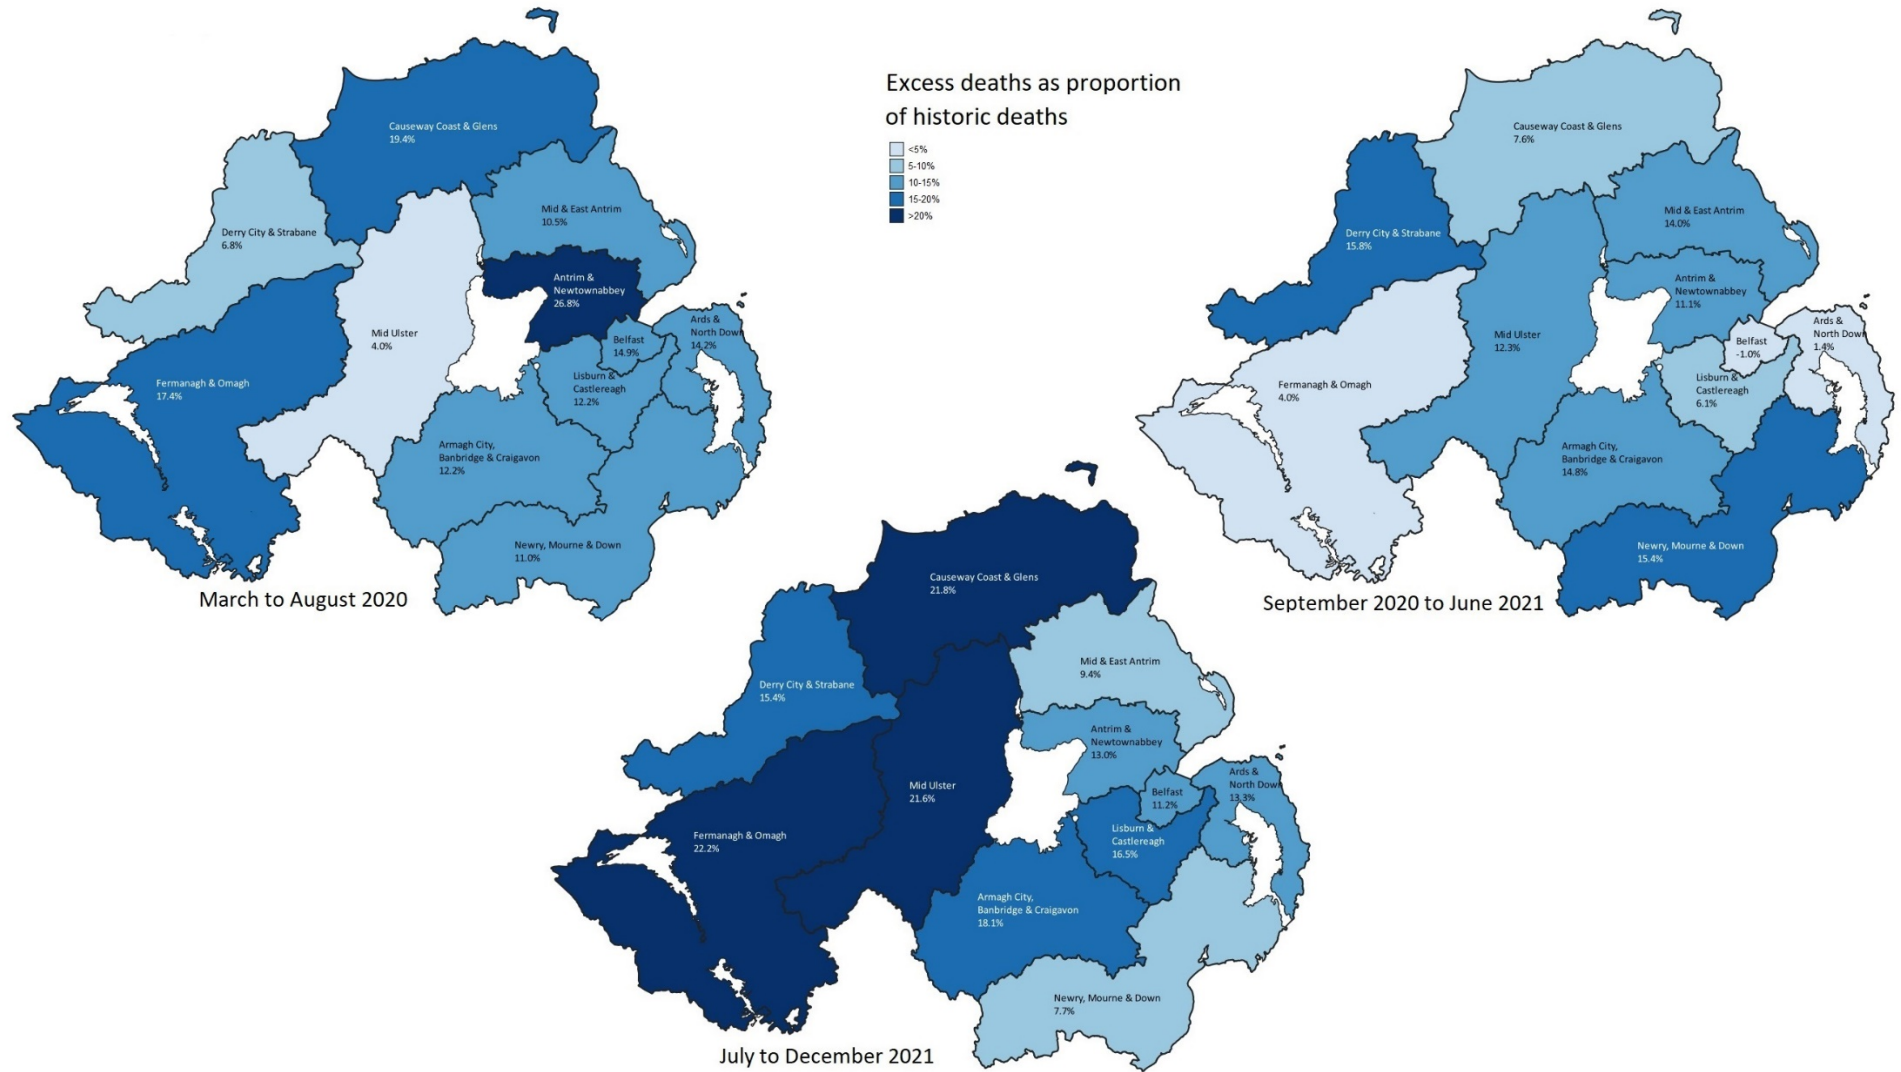 Excess deaths as proportion
of historic deaths
<5%
5-10%
10-15%
15-20%
>20%
Causeway Coast & Glens
19.4%
Derry City & Strabane
6.8%
Mid & East Antrim
10.5%
Antrim &
Newtownabbey
26.8%
Mid Ulster
4.0%
Belfast
14.9%
Ards &
North Down
14.2%
Fermanagh & Omagh
17.4%
Lisburn &
Castlereagh
12.2%
Armagh City,
Banbridge & Craigavon
12.2%
Newry, Mourne & Down
11.0%
March to August 2020
Causeway Coast & Glens
7.6%
Derry City & Strabane
15.8%
Mid & East Antrim
14.0%
Antrim &
Newtownabbey
11.1%
Mid Ulster
12.3%
Belfast
-1.0%
Ards &
North Down
1.4%
Fermanagh & Omagh
4.0%
Lisburn &
Castlereagh
6.1%
Armagh City,
Banbridge & Craigavon
14.8%
Newry, Mourne & Down
15.4%
September 2020 to June 2021
Causeway Coast & Glens
21.8%
Derry City & Strabane
15.4%
Mid & East Antrim
9.4%
Antrim &
Newtownabbey
13.0%
Mid Ulster
21.6%
Belfast
11.2%
Ards &
North Down
13.3%
Fermanagh & Omagh
22.2%
Lisburn &
Castlereagh
16.5%
Armagh City,
Banbridge & Craigavon
18.1%
Newry, Mourne & Down
7.7%
July to December 2021